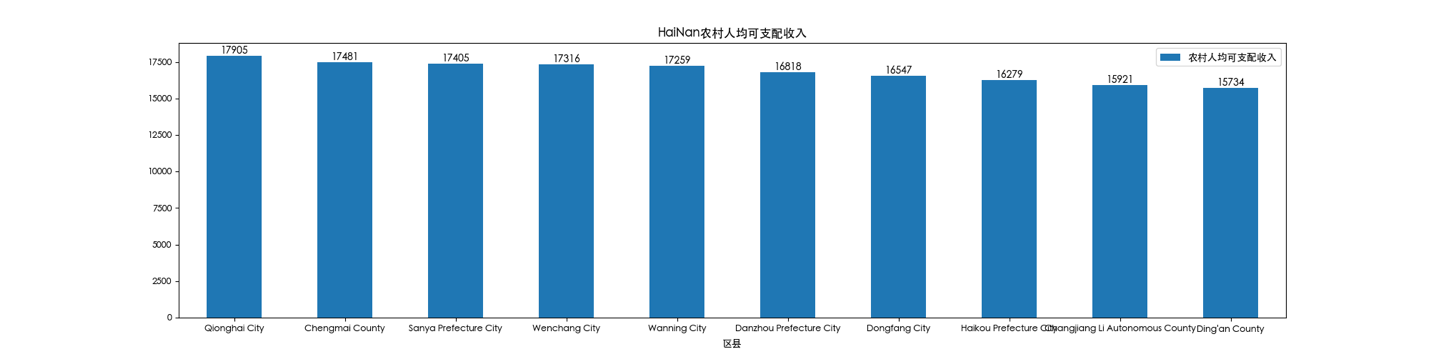 HaiNan农村人均可支配收入
农村人均可支配收入
17905
17481
17405
17316
17259
16818
16547
16279
15921
15734
17500
15000
12500
10000
7500
5000
2500
0
Qionghai City
Chengmai County
Sanya Prefecture City
Wenchang City
Wanning City
Danzhou Prefecture City
Dongfang City
Haikou Prefecture City
Changjiang Li Autonomous County
Ding'an County
区县